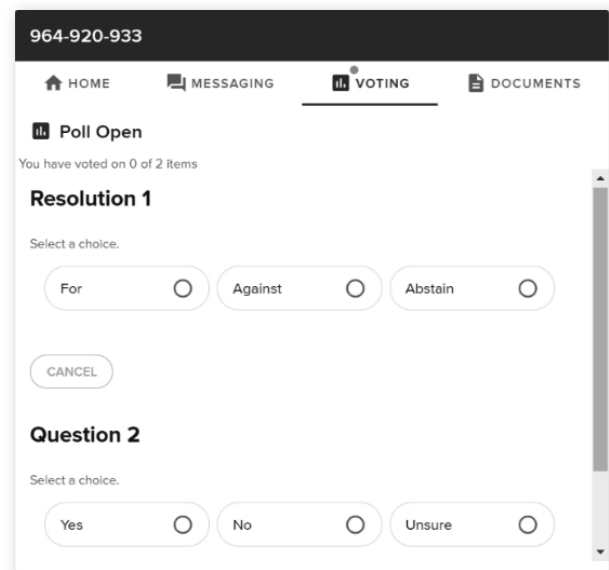 964-920-933
HOME MESSAGING VOTING DOCUMENTS
Poll Open
You have voted on 0 of 2 items
Resolution 1
Select a choice.
For Against Abstain
CANCEL
Question 2
Select a choice.
Yes No Unsure